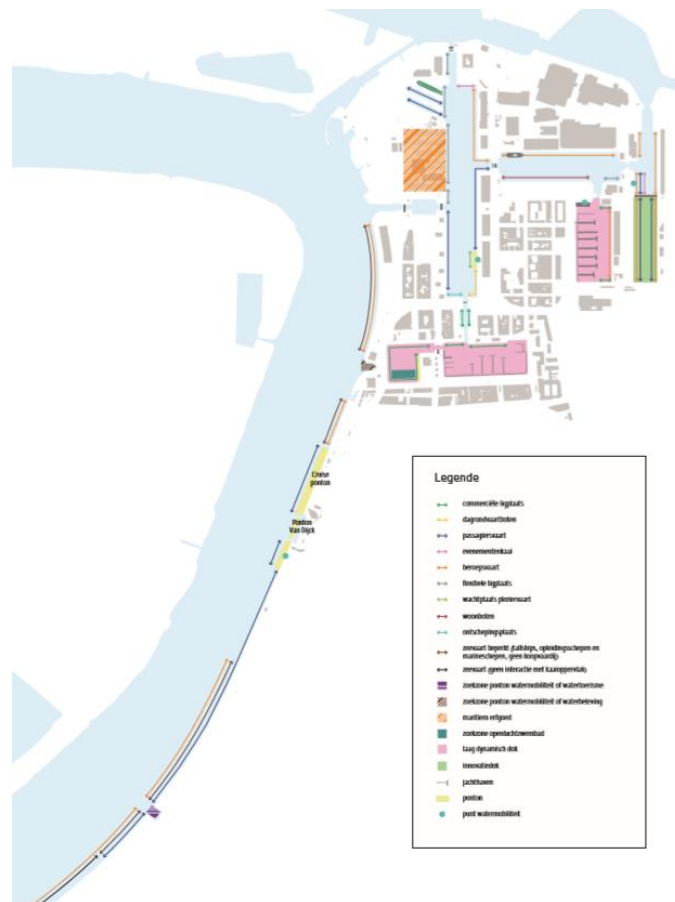 Cruise
ponton
Ponton
Van Dijck
Legende
commerciële ligplaats
dagrondvaartboten
passagiersvaart
evenementenkaai
beroepsvaart
flexibele ligplaats
wachtplaats pleziervaart
woonboten
ontschepingsplaats
zeevaart beperkt (tallships, opleidingsschepen en
marineschepen, geen koopvaardij)
zeevaart (geen interactie met kaaioppervlak)
zoekzone ponton watermobiliteit of watertoerisme
zoekzone ponton watermobiliteit of waterbeleving
maritiem erfgoed
zoekzone openluchtzwembad
laag dynamisch dok
innovatiedok
jachthaven
ponton
punt watermobiliteit